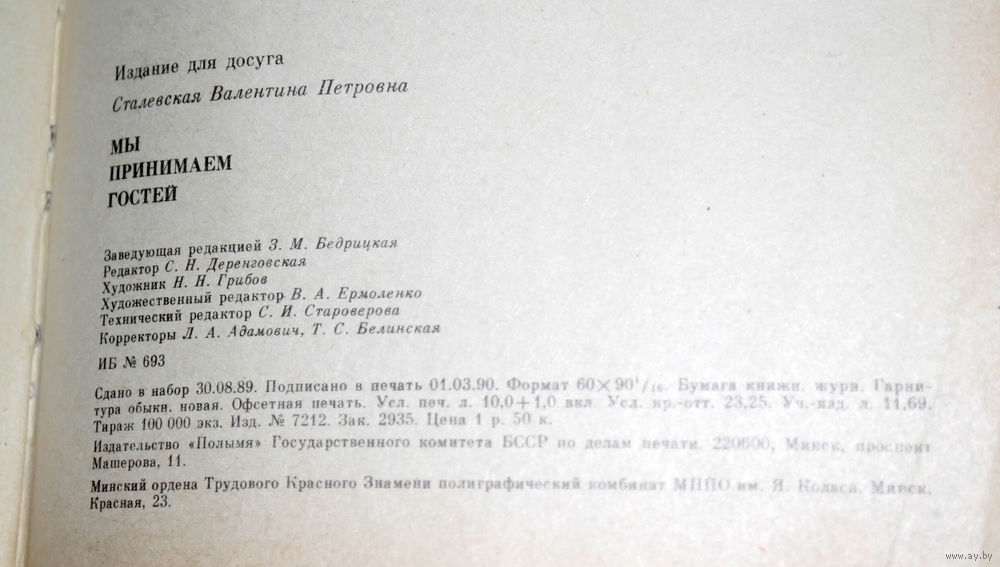 Издание для досуга
Сталевская Валентина Петровна
МЫ
ПРИНИМАЕМ
ГОСТЕЙ
Заведующая редакцией З. М. Бедрицкая
Редактор С. Н. Деренговская
Художник Н. Н. Грибов
Художественный редактор В. А. Ермоленко
Технический редактор С. И. Староверова
Корректоры Л. А. Адамович, Т. С. Белинская
ИБ № 693
Сдано в набор 30.08.89. Подписано в печать 01.03.90. Формат 60×90¹/₁₆. Бумага книжн. журн. Гарни-
тура обыкн. новая. Офсетная печать. Усл. печ. л. 10,0+1,0 вкл. Усл. кр.-отт. 23,25. Уч.-изд. л. 11,69.
Тираж 100 000 экз. Изд. № 7212. Зак. 2935. Цена 1 р. 50 к.
Издательство «Полымя» Государственного комитета БССР по делам печати. 220600, Минск, проспект
Машерова, 11.
Минский ордена Трудового Красного Знамени полиграфический комбинат МППО им. Я. Коласа. Минск,
Красная, 23.
www.ay.by